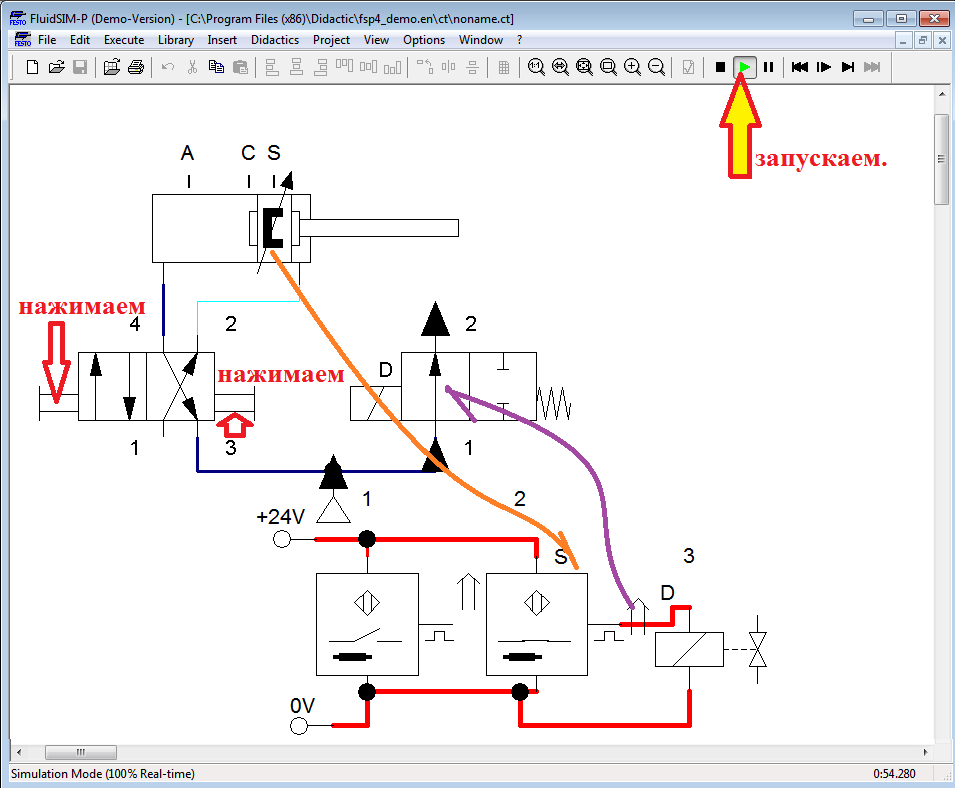 FluidSIM-P (Demo-Version) - [C:\Program Files (x86)\Didactic\fsp4_demo.en\ct\noname.ct]
File Edit Execute Library Insert Didactics Project View Options Window ?
1:1
запускаем.
A C S
нажимаем
4 2 2
D
нажимаем
1 3 1
1 2
+24V
S 3
D
0V
Simulation Mode (100% Real-time) 0:54.280